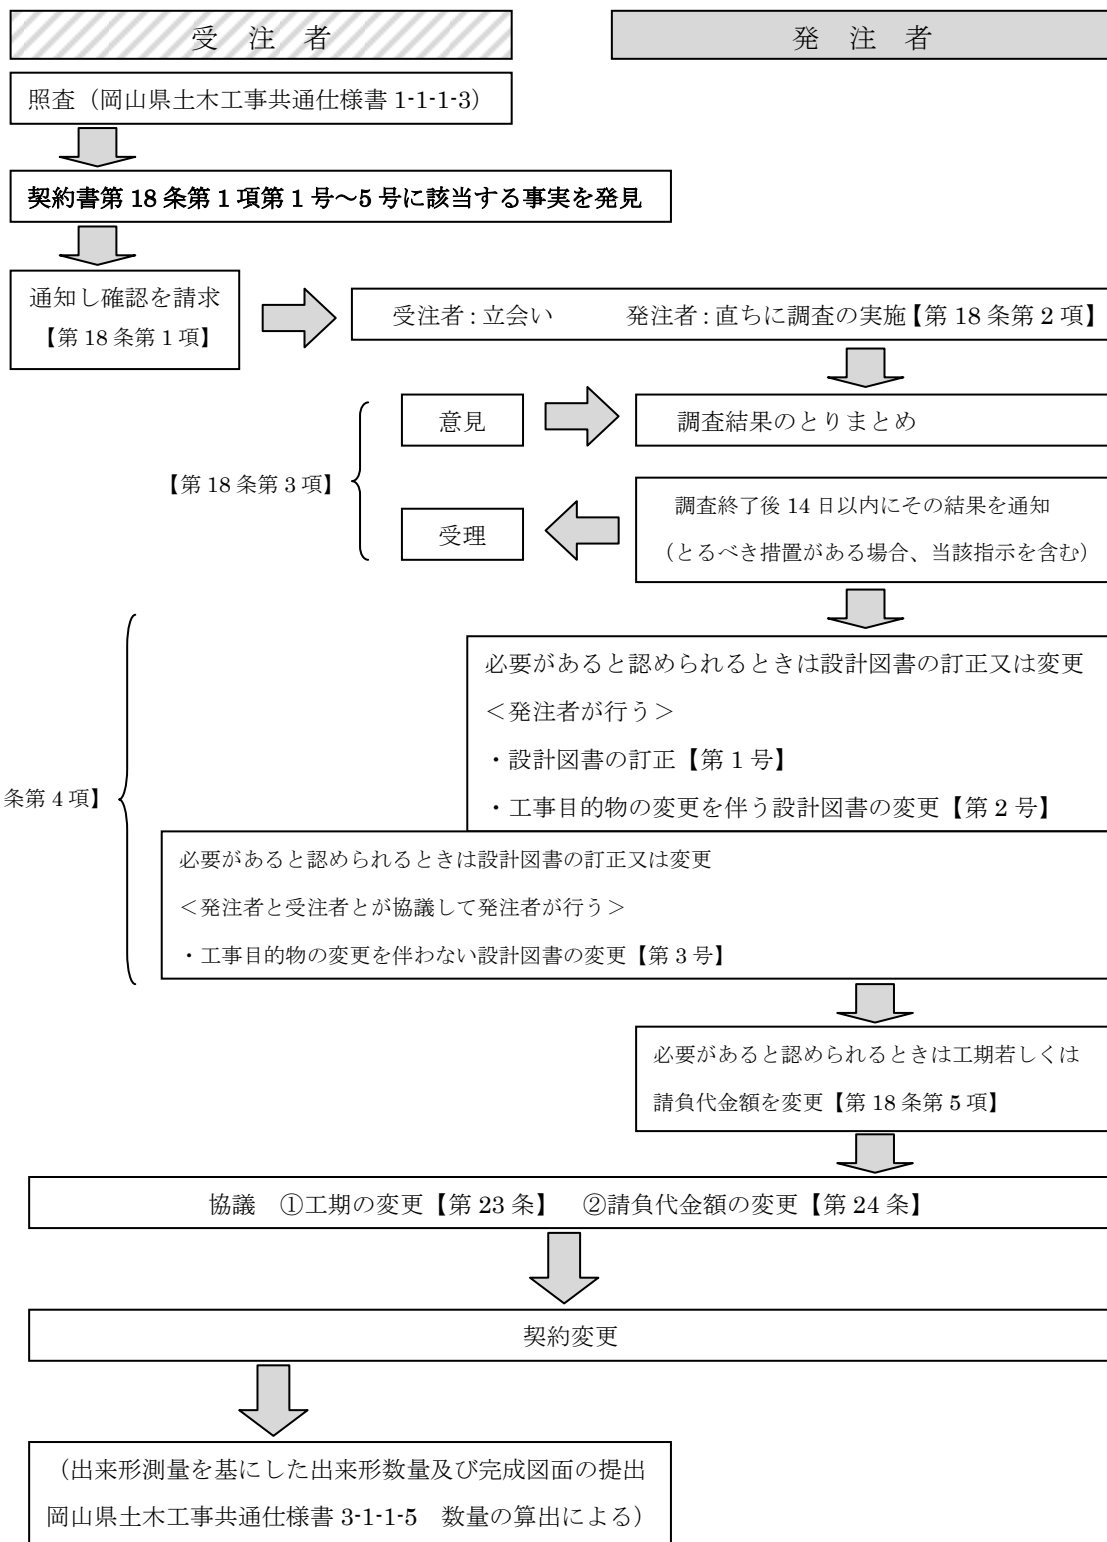 受 注 者
発 注 者
照査（岡山県土木工事共通仕様書 1-1-1-3）
契約書第 18 条第 1 項第 1 号～5 号に該当する事実を発見
通知し確認を請求
【第 18 条第 1 項】
受注者：立会い　　発注者：直ちに調査の実施【第 18 条第 2 項】
意見
調査結果のとりまとめ
【第 18 条第 3 項】
調査終了後 14 日以内にその結果を通知
受理
（とるべき措置がある場合、当該指示を含む）
必要があると認められるときは設計図書の訂正又は変更
＜発注者が行う＞
・設計図書の訂正【第 1 号】
・工事目的物の変更を伴う設計図書の変更【第 2 号】
条第 4 項】
必要があると認められるときは設計図書の訂正又は変更
＜発注者と受注者とが協議して発注者が行う＞
・工事目的物の変更を伴わない設計図書の変更【第 3 号】
必要があると認められるときは工期若しくは
請負代金額を変更【第 18 条第 5 項】
協議　①工期の変更【第 23 条】　②請負代金額の変更【第 24 条】
契約変更
（出来形測量を基にした出来形数量及び完成図面の提出
岡山県土木工事共通仕様書 3-1-1-5　数量の算出による）